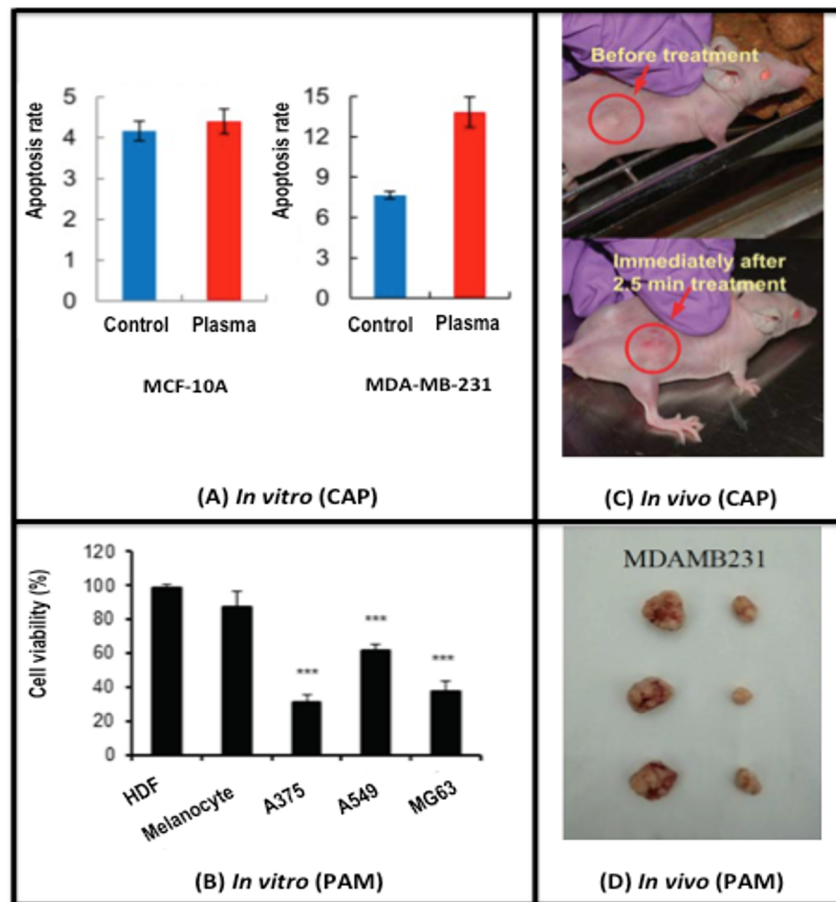 5
4
3
2
1
0
Apoptosis rate
Control Plasma
MCF-10A
15
12
9
6
3
0
Apoptosis rate
Control Plasma
MDA-MB-231
(A) In vitro (CAP)
Before treatment
Immediately after
2.5 min treatment
(C) In vivo (CAP)
120
100
80
60
40
20
0
Cell viability (%)
***
***
***
HDF
Melanocyte
A375
A549
MG63
(B) In vitro (PAM)
MDAMB231
(D) In vivo (PAM)